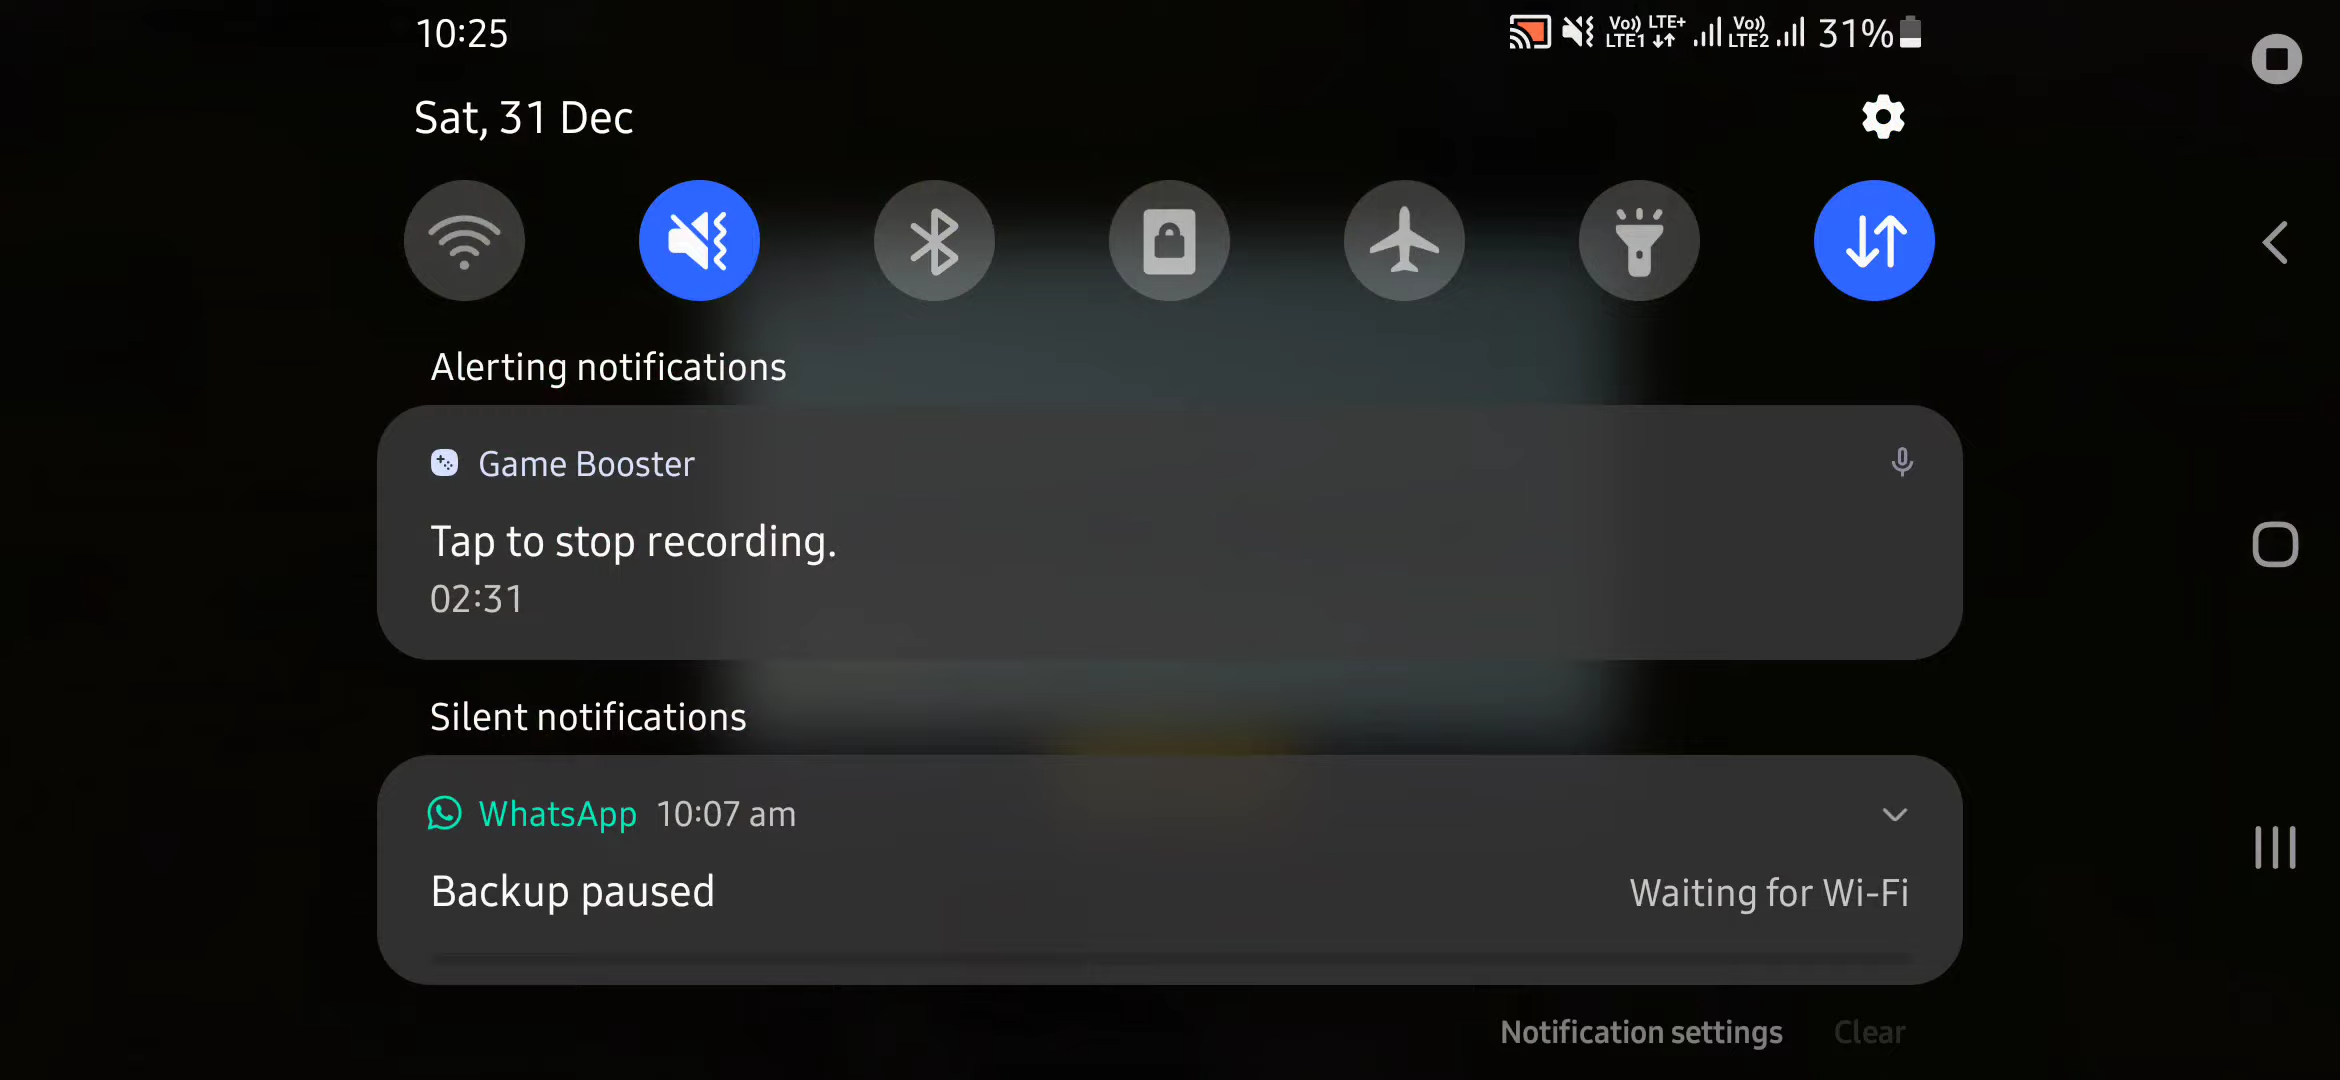 10:25
Vo)) LTE1 LTE+ Vo)) LTE2 31%
Sat, 31 Dec
Alerting notifications
Game Booster
Tap to stop recording.
02:31
Silent notifications
WhatsApp 10:07 am
Backup paused
Waiting for Wi-Fi
Notification settings Clear